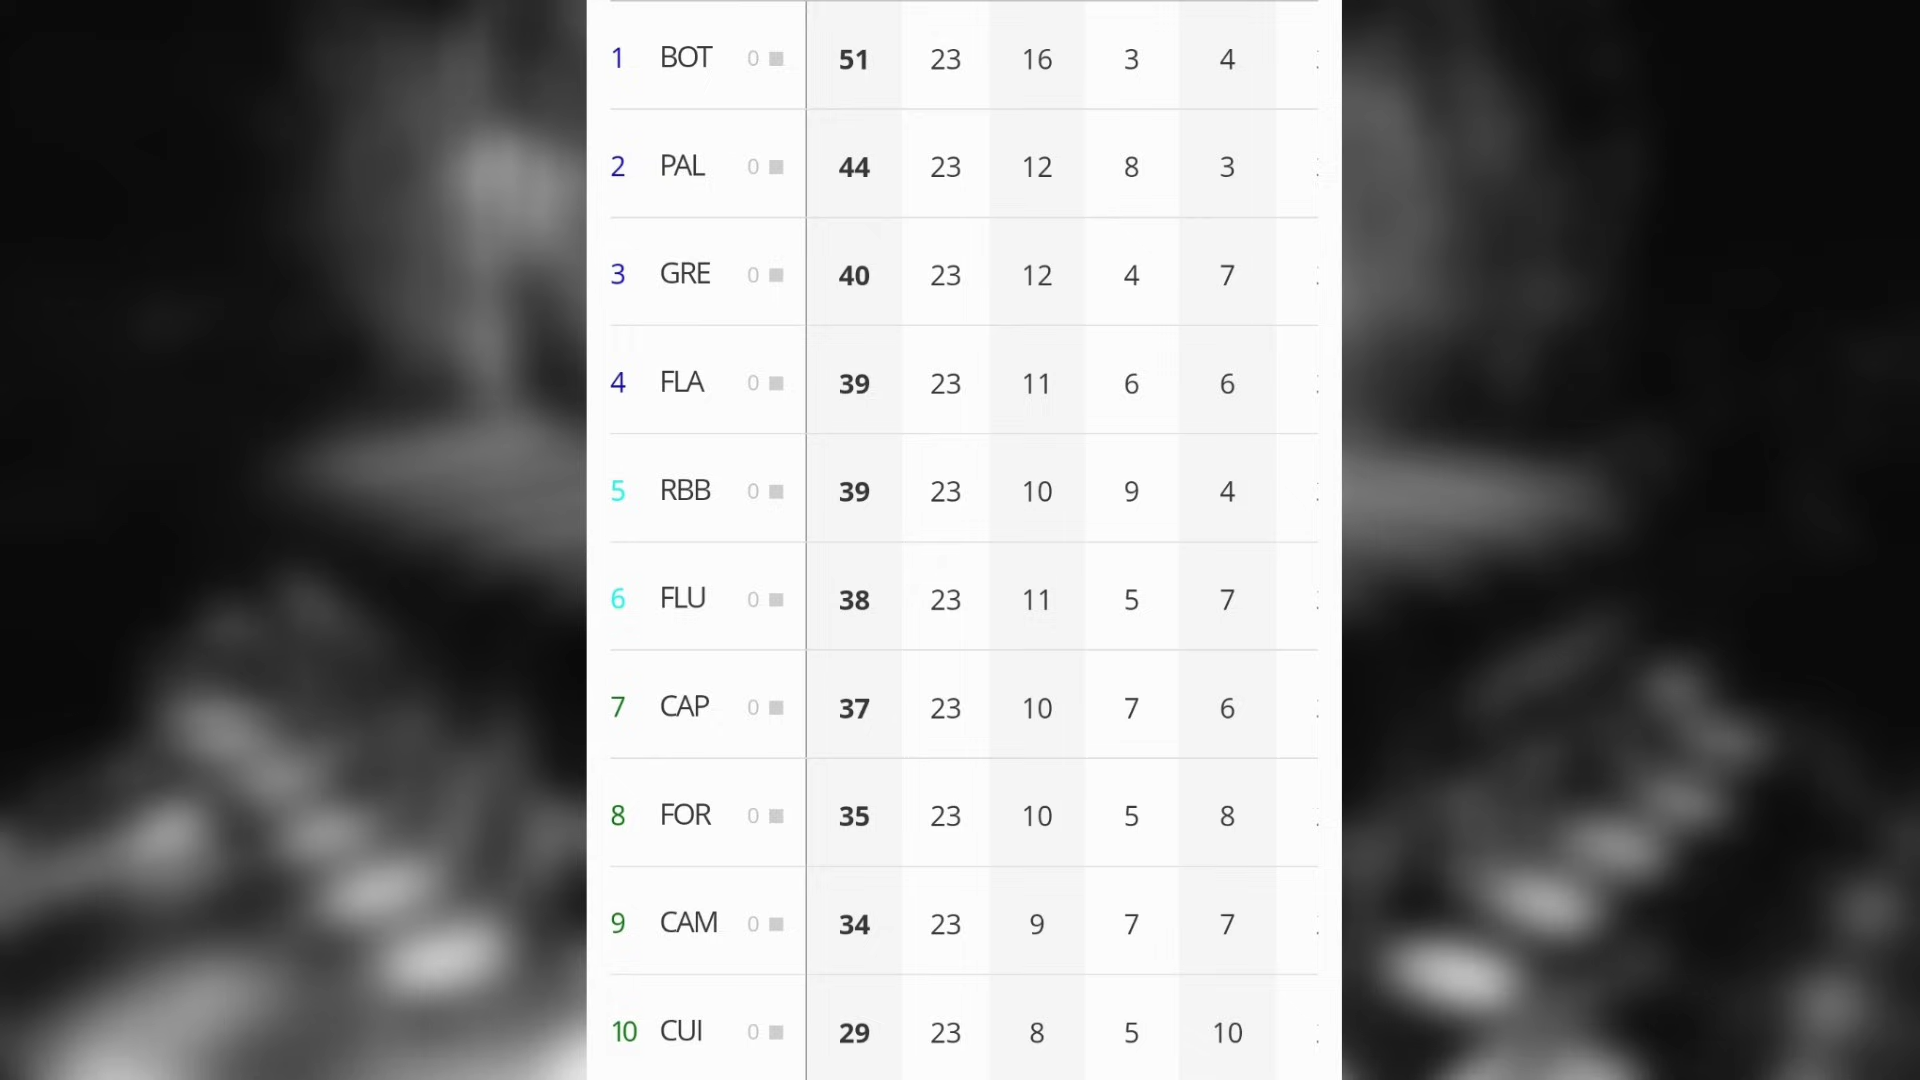 1 BOT 0 51 23 16 3 4
2 PAL 0 44 23 12 8 3
3 GRE 0 40 23 12 4 7
4 FLA 0 39 23 11 6 6
5 RBB 0 39 23 10 9 4
6 FLU 0 38 23 11 5 7
7 CAP 0 37 23 10 7 6
8 FOR 0 35 23 10 5 8
9 CAM 0 34 23 9 7 7
10 CUI 0 29 23 8 5 10